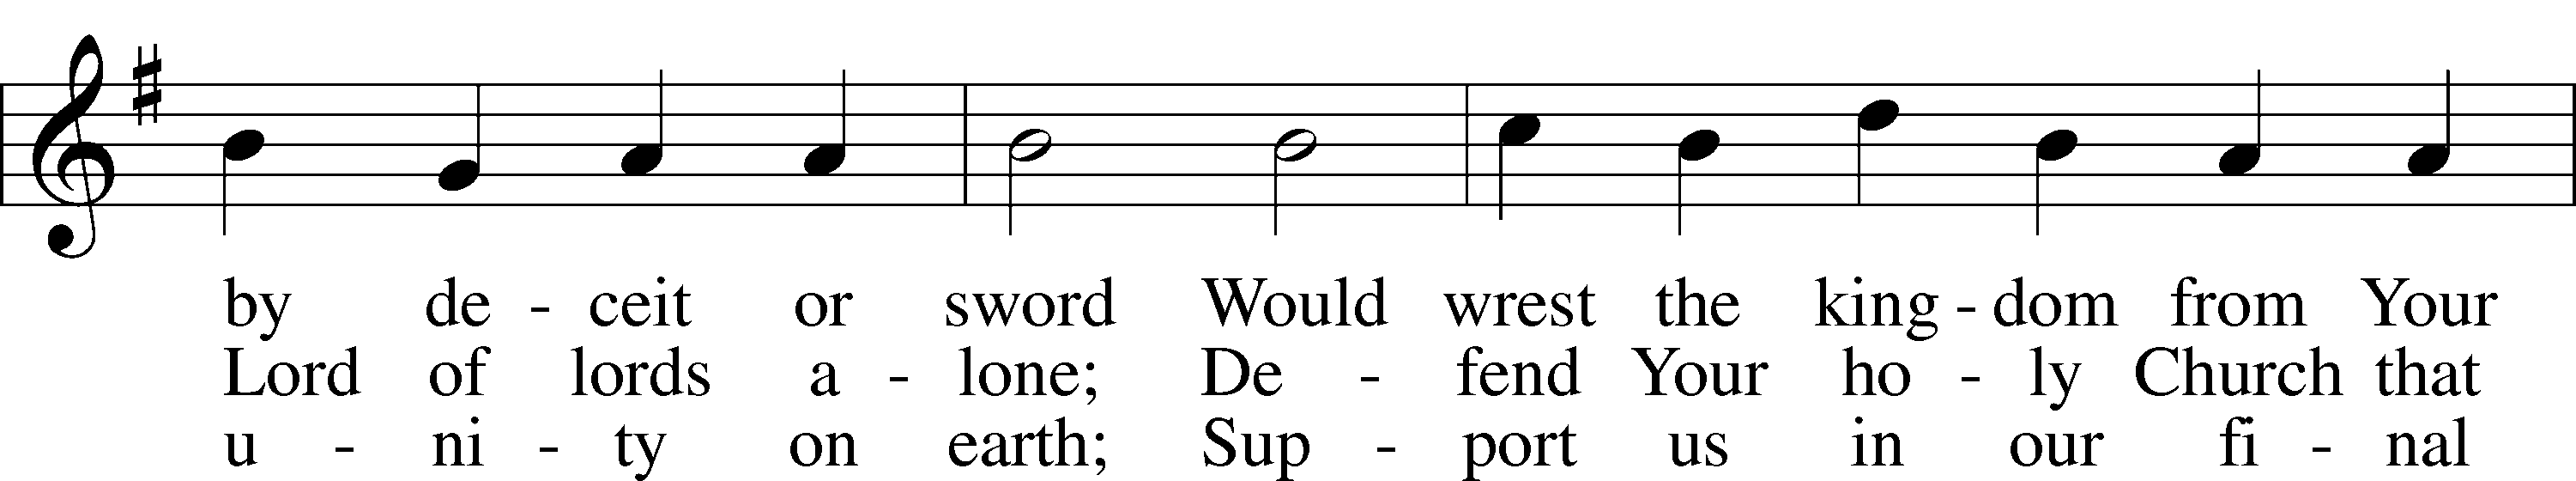 by de - ceit or sword Would wrest the king - dom from Your
Lord of lords a - lone; De - fend Your ho - ly Church that
u - ni - ty on earth; Sup - port us in our fi - nal